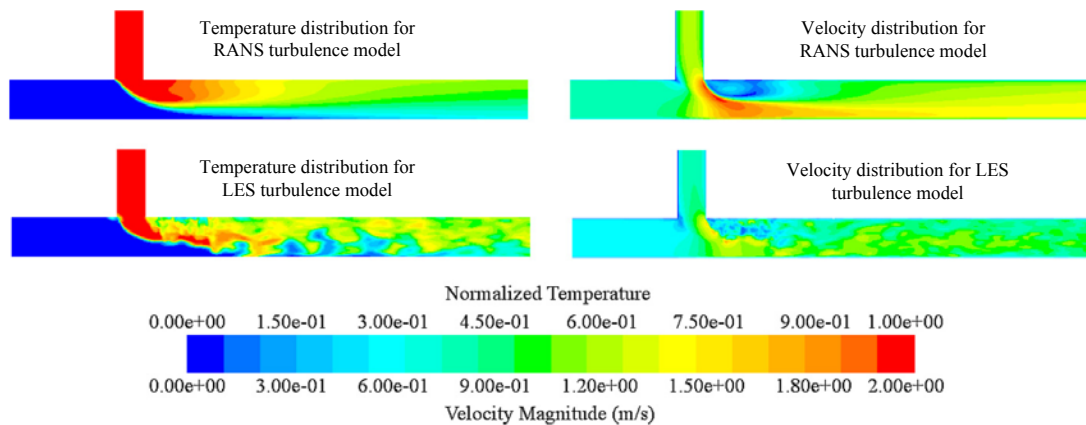 Temperature distribution for
RANS turbulence model
Velocity distribution for
RANS turbulence model
Temperature distribution for
LES turbulence model
Velocity distribution for LES
turbulence model
Normalized Temperature
0.00e+00 1.50e-01 3.00e-01 4.50e-01 6.00e-01 7.50e-01 9.00e-01 1.00e+00
0.00e+00 3.00e-01 6.00e-01 9.00e-01 1.20e+00 1.50e+00 1.80e+00 2.00e+00
Velocity Magnitude (m/s)